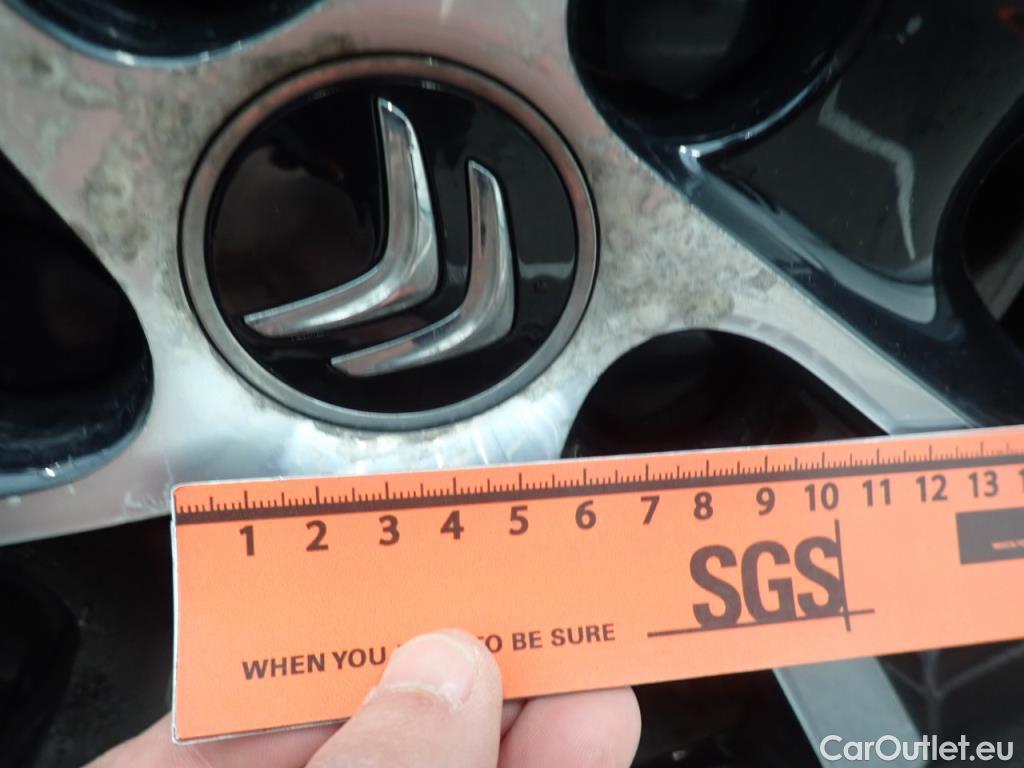 1 2 3 4 5 6 7 8 9 10 11 12 13
SGS
WHEN YOU TO BE SURE
CarOutlet.eu